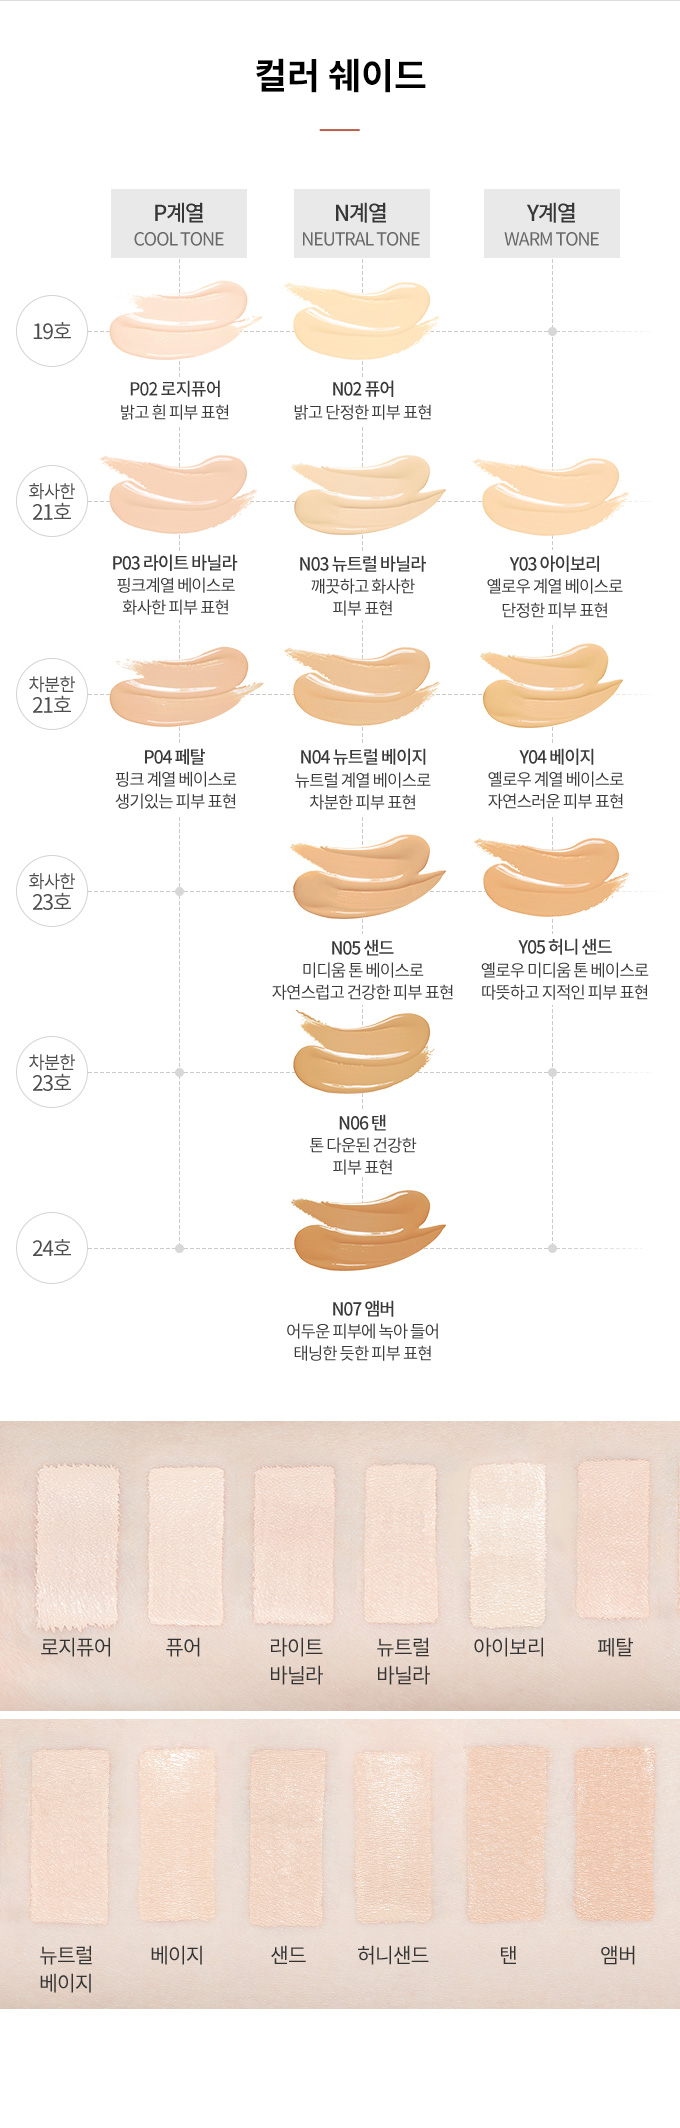 컬러 쉐이드
P계열
COOL TONE
N계열
NEUTRAL TONE
Y계열
WARM TONE
19호
P02 로지퓨어
밝고 흰 피부 표현
N02 퓨어
밝고 단정한 피부 표현
화사한
21호
P03 라이트 바닐라
핑크계열 베이스로
화사한 피부 표현
N03 뉴트럴 바닐라
깨끗하고 화사한
피부 표현
Y03 아이보리
옐로우 계열 베이스로
단정한 피부 표현
차분한
21호
P04 페탈
핑크 계열 베이스로
생기있는 피부 표현
N04 뉴트럴 베이지
뉴트럴 계열 베이스로
차분한 피부 표현
Y04 베이지
옐로우 계열 베이스로
자연스러운 피부 표현
화사한
23호
N05 샌드
미디움 톤 베이스로
자연스럽고 건강한 피부 표현
Y05 허니 샌드
옐로우 미디움 톤 베이스로
따뜻하고 지적인 피부 표현
차분한
23호
N06 탠
톤 다운된 건강한
피부 표현
24호
N07 앰버
어두운 피부에 녹아 들어
태닝한 듯한 피부 표현
로지퓨어
퓨어
라이트
바닐라
뉴트럴
바닐라
아이보리
페탈
뉴트럴
베이지
베이지
샌드
허니샌드
탠
앰버